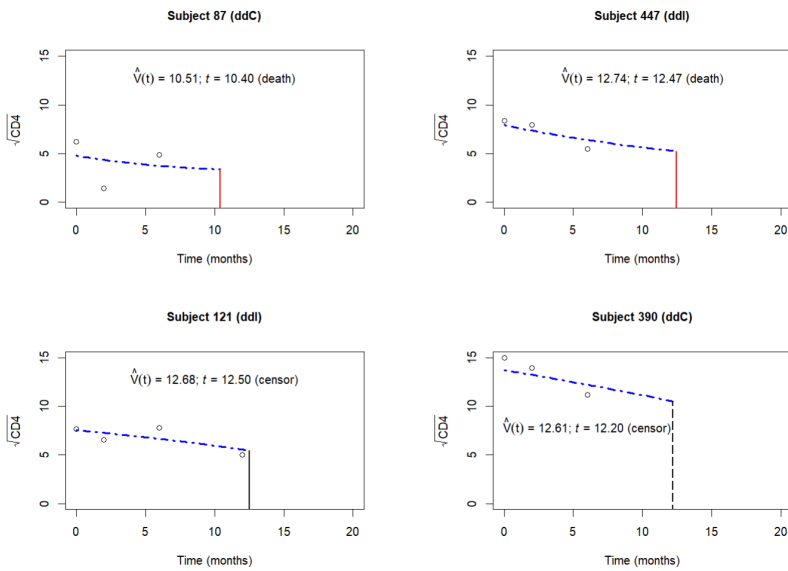 Subject 87 (ddC)
√CD4
15
10
5
0
V̂(t) = 10.51; t = 10.40 (death)
0 5 10 15 20
Time (months)
Subject 447 (ddI)
√CD4
15
10
5
0
V̂(t) = 12.74; t = 12.47 (death)
0 5 10 15 20
Time (months)
Subject 121 (ddI)
√CD4
15
10
5
0
V̂(t) = 12.68; t = 12.50 (censor)
0 5 10 15 20
Time (months)
Subject 390 (ddC)
√CD4
15
10
5
0
V̂(t) = 12.61; t = 12.20 (censor)
0 5 10 15 20
Time (months)